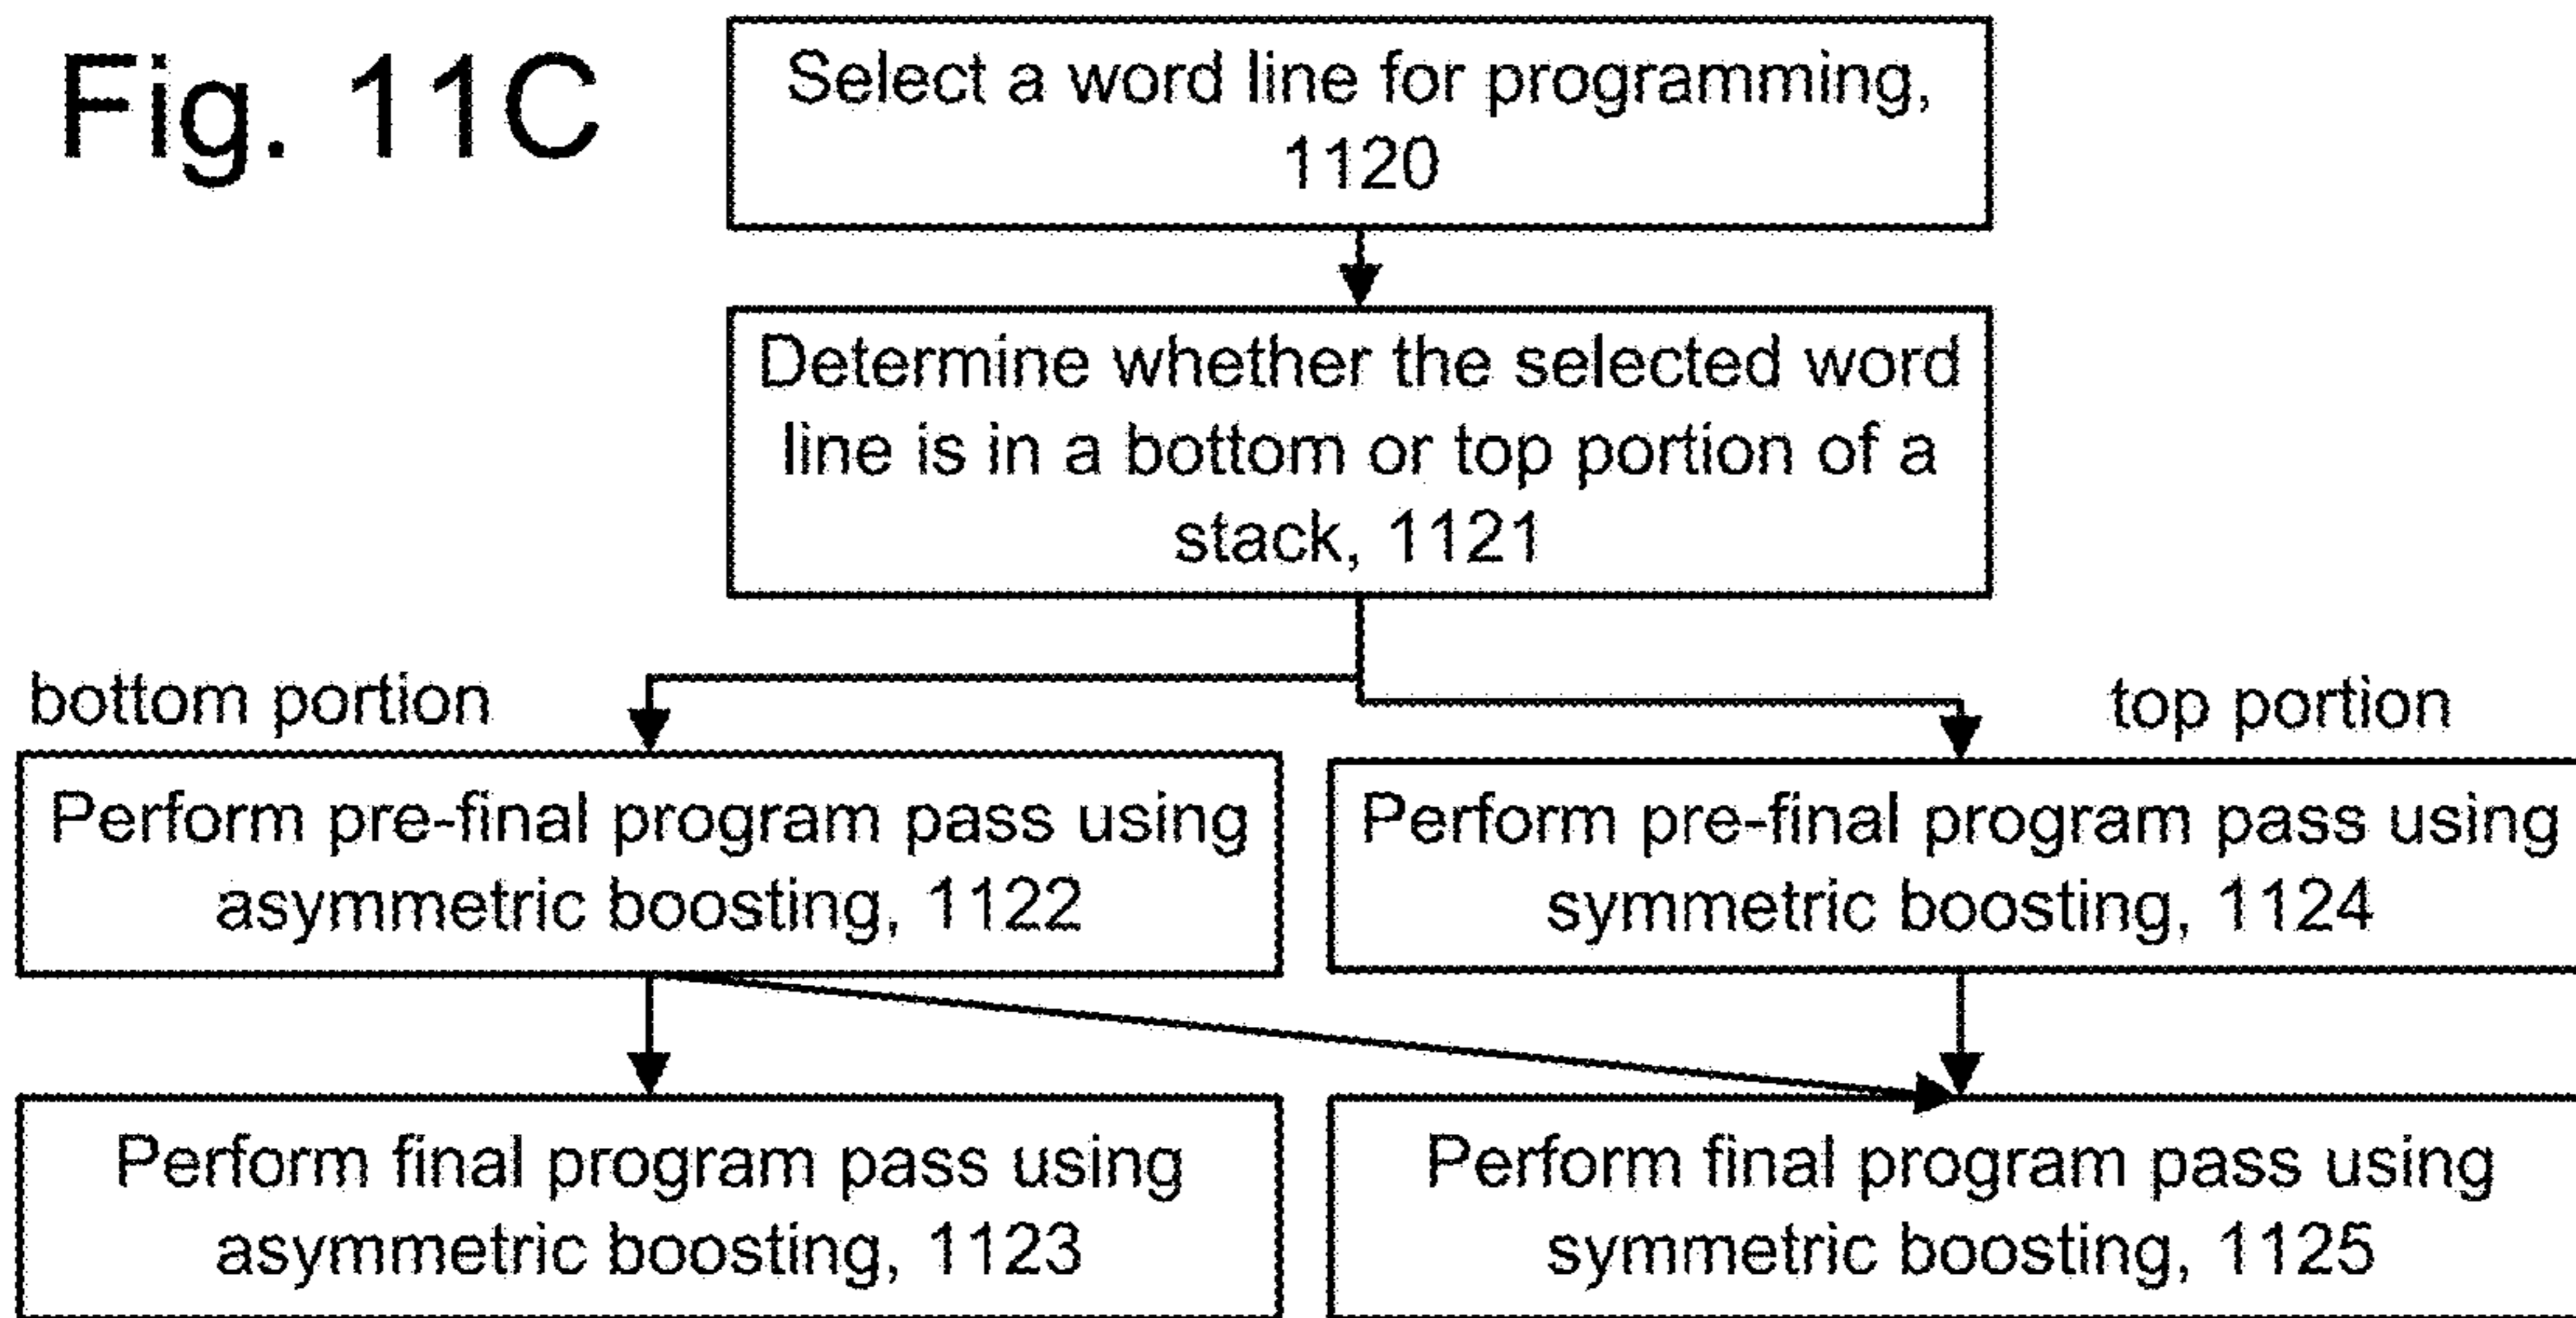 Fig. 11C
Select a word line for programming,
1120
Determine whether the selected word
line is in a bottom or top portion of a
stack, 1121
bottom portion
top portion
Perform pre-final program pass using
asymmetric boosting, 1122
Perform pre-final program pass using
symmetric boosting, 1124
Perform final program pass using
asymmetric boosting, 1123
Perform final program pass using
symmetric boosting, 1125